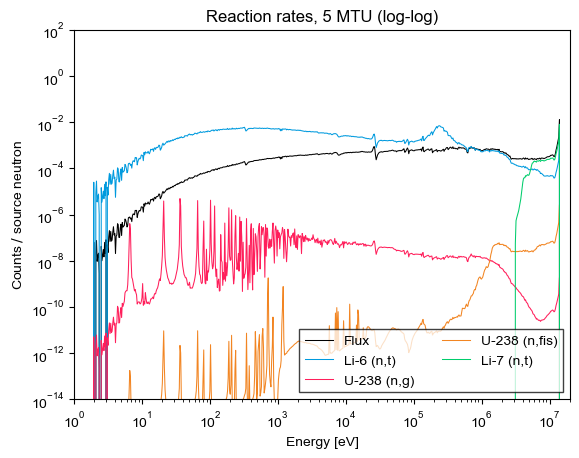 Reaction rates, 5 MTU (log-log)
Counts / source neutron
10^2
10^0
10^-2
10^-4
10^-6
10^-8
10^-10
10^-12
10^-14
Flux
Li-6 (n,t)
U-238 (n,g)
U-238 (n,fis)
Li-7 (n,t)
10^0 10^1 10^2 10^3 10^4 10^5 10^6 10^7
Energy [eV]